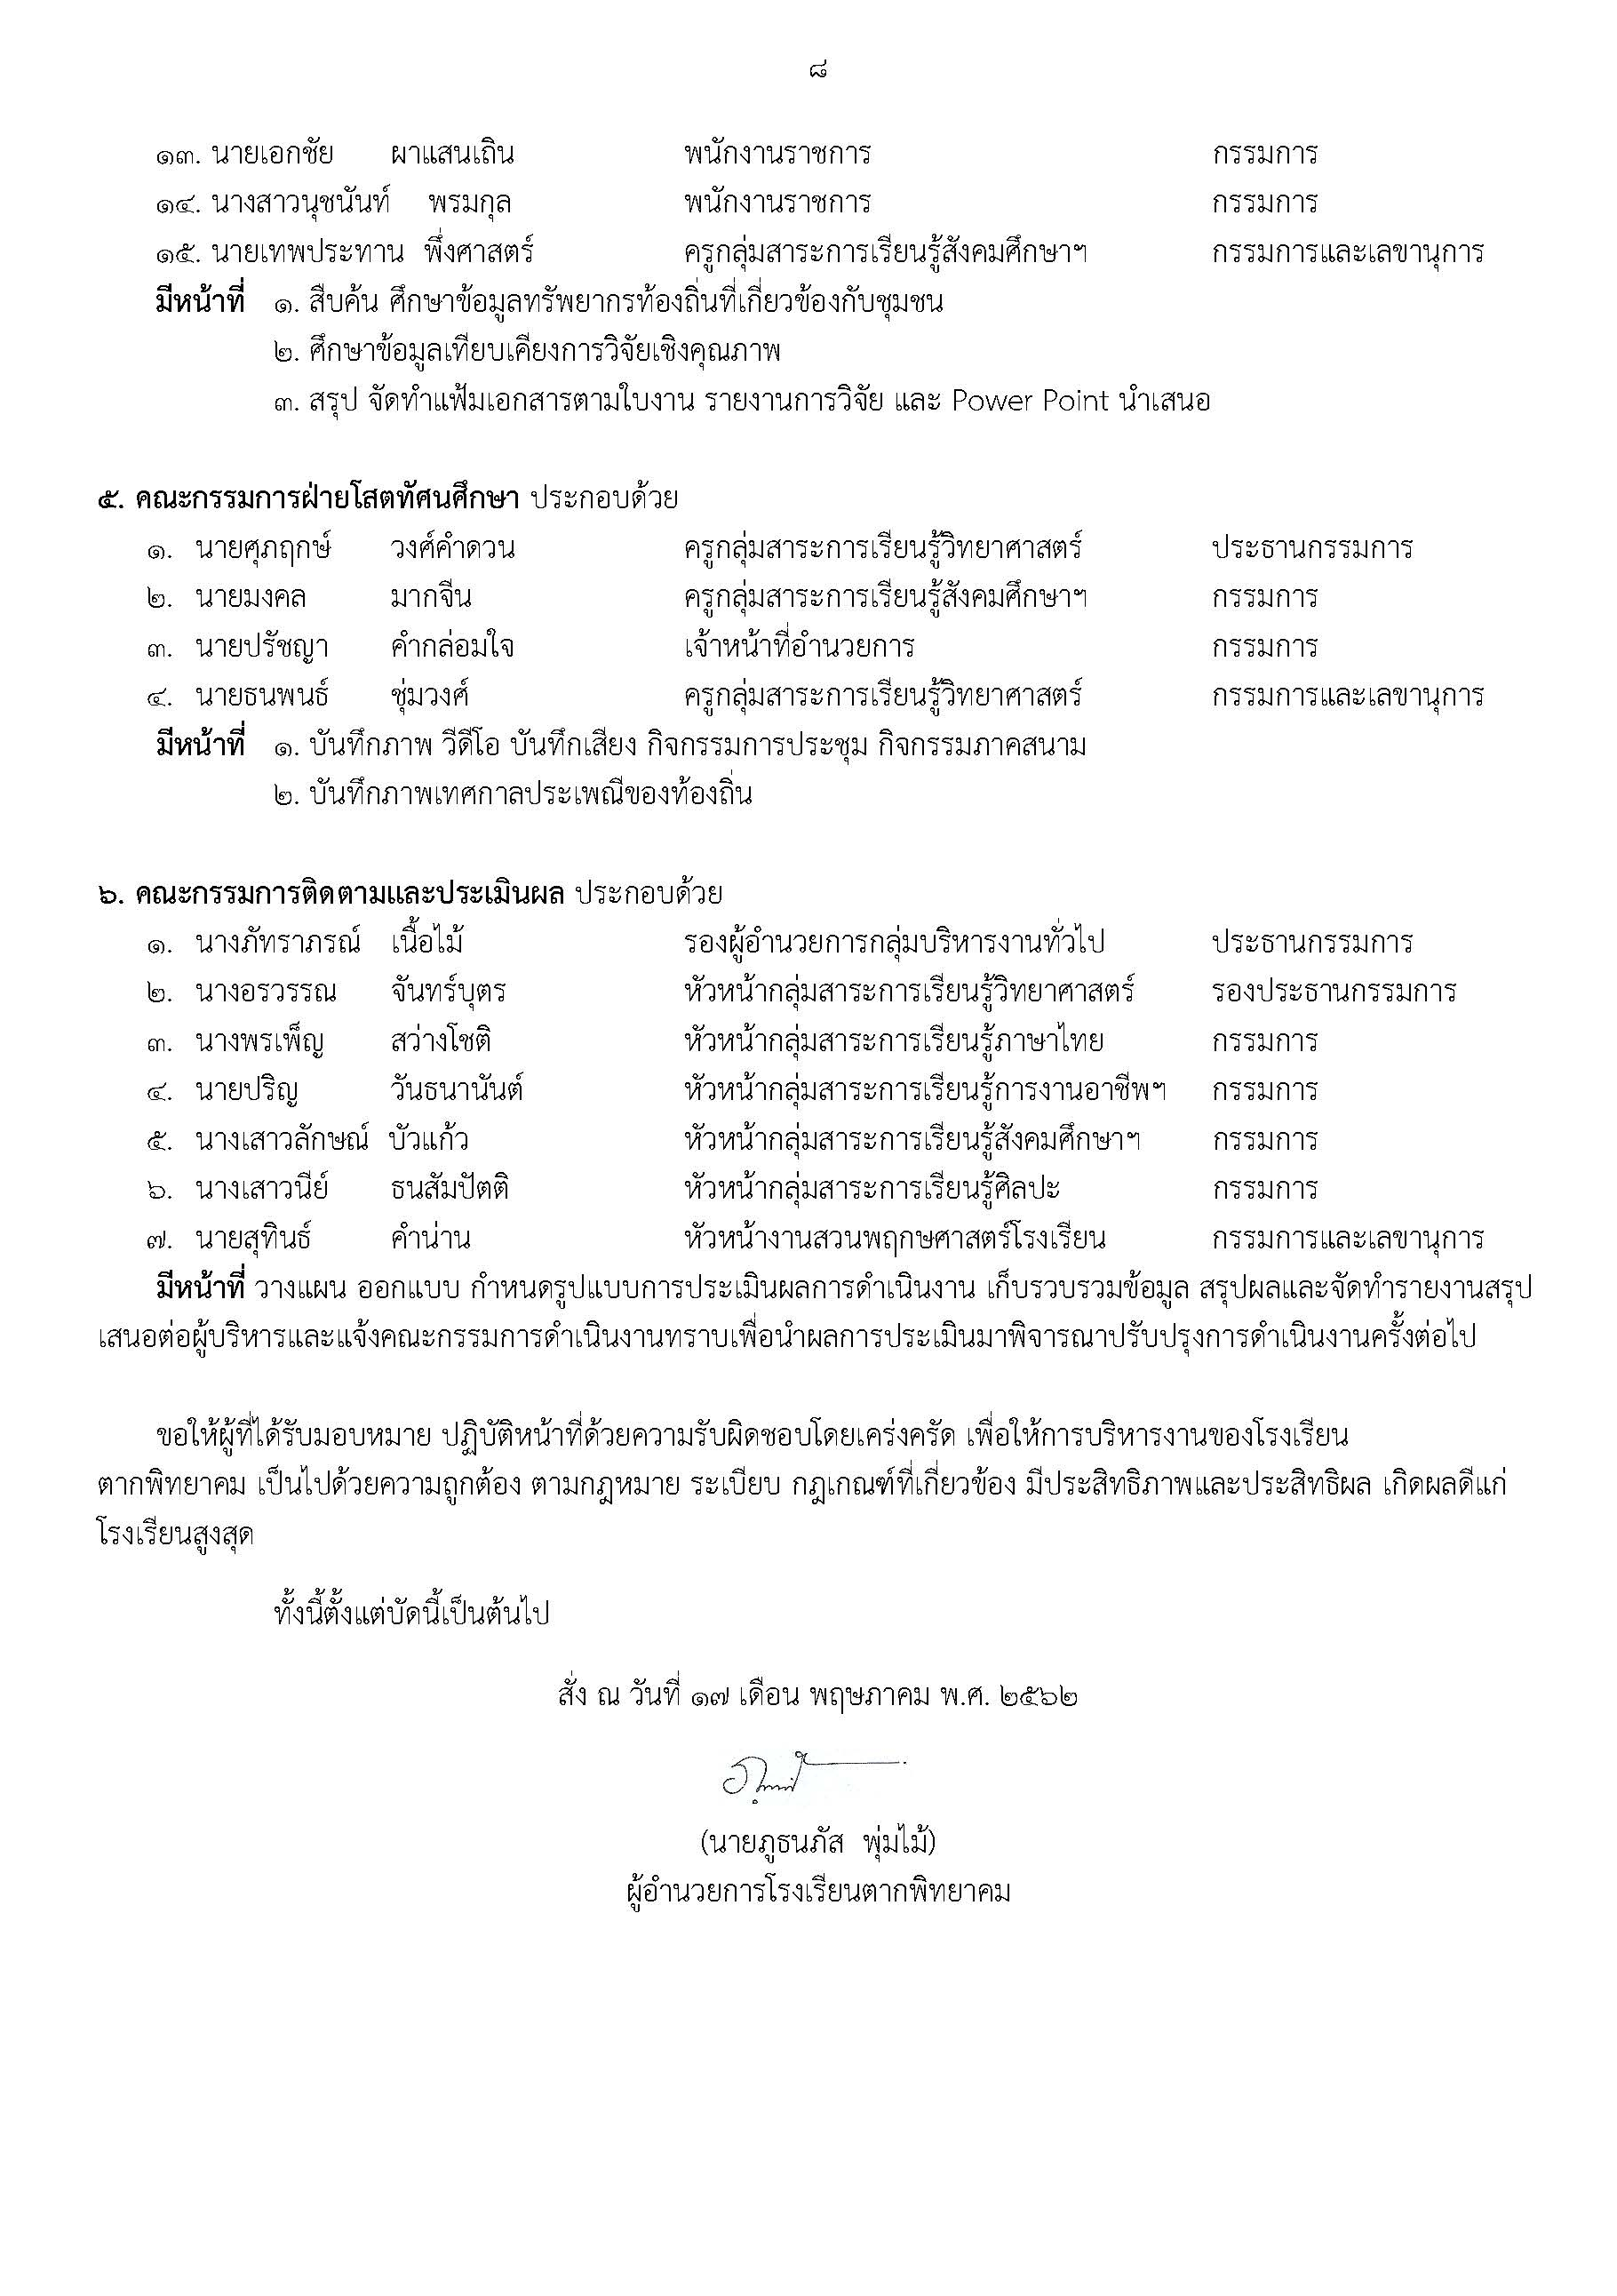 ๘
๑๓. นายเอกชัย ผาแสนเถิน พนักงานราชการ กรรมการ
๑๔. นางสาวนุชนันท์ พรมกุล พนักงานราชการ กรรมการ
๑๕. นายเทพประทาน พึ่งศาสตร์ ครูกลุ่มสาระการเรียนรู้สังคมศึกษาฯ กรรมการและเลขานุการ
มีหน้าที่ ๑. สืบค้น ศึกษาข้อมูลทรัพยากรท้องถิ่นที่เกี่ยวข้องกับชุมชน
๒. ศึกษาข้อมูลเทียบเคียงการวิจัยเชิงคุณภาพ
๓. สรุป จัดทำแฟ้มเอกสารตามใบงาน รายงานการวิจัย และ Power Point นำเสนอ
๕. คณะกรรมการฝ่ายโสตทัศนศึกษา ประกอบด้วย
๑. นายศุภฤกษ์ วงศ์คำดวน ครูกลุ่มสาระการเรียนรู้วิทยาศาสตร์ ประธานกรรมการ
๒. นายมงคล มากจีน ครูกลุ่มสาระการเรียนรู้สังคมศึกษาฯ กรรมการ
๓. นายปรัชญา คำกล่อมใจ เจ้าหน้าที่อำนวยการ กรรมการ
๔. นายธนพนธ์ ชุ่มวงศ์ ครูกลุ่มสาระการเรียนรู้วิทยาศาสตร์ กรรมการและเลขานุการ
มีหน้าที่ ๑. บันทึกภาพ วีดีโอ บันทึกเสียง กิจกรรมการประชุม กิจกรรมภาคสนาม
๒. บันทึกภาพเทศกาลประเพณีของท้องถิ่น
๖. คณะกรรมการติดตามและประเมินผล ประกอบด้วย
๑. นางภัทราภรณ์ เนื้อไม้ รองผู้อำนวยการกลุ่มบริหารงานทั่วไป ประธานกรรมการ
๒. นางอรวรรณ จันทร์บุตร หัวหน้ากลุ่มสาระการเรียนรู้วิทยาศาสตร์ รองประธานกรรมการ
๓. นางพรเพ็ญ สว่างโชติ หัวหน้ากลุ่มสาระการเรียนรู้ภาษาไทย กรรมการ
๔. นายปริญ วันธนานันต์ หัวหน้ากลุ่มสาระการเรียนรู้การงานอาชีพฯ กรรมการ
๕. นางเสาวลักษณ์ บัวแก้ว หัวหน้ากลุ่มสาระการเรียนรู้สังคมศึกษาฯ กรรมการ
๖. นางเสาวนีย์ ธนสัมปัตติ หัวหน้ากลุ่มสาระการเรียนรู้ศิลปะ กรรมการ
๗. นายสุทินธ์ คำน่าน หัวหน้างานสวนพฤกษศาสตร์โรงเรียน กรรมการและเลขานุการ
มีหน้าที่ วางแผน ออกแบบ กำหนดรูปแบบการประเมินผลการดำเนินงาน เก็บรวบรวมข้อมูล สรุปผลและจัดทำรายงานสรุป
เสนอต่อผู้บริหารและแจ้งคณะกรรมการดำเนินงานทราบเพื่อนำผลการประเมินมาพิจารณาปรับปรุงการดำเนินงานครั้งต่อไป
ขอให้ผู้ที่ได้รับมอบหมาย ปฏิบัติหน้าที่ด้วยความรับผิดชอบโดยเคร่งครัด เพื่อให้การบริหารงานของโรงเรียน
ตากพิทยาคม เป็นไปด้วยความถูกต้อง ตามกฎหมาย ระเบียบ กฎเกณฑ์ที่เกี่ยวข้อง มีประสิทธิภาพและประสิทธิผล เกิดผลดีแก่
โรงเรียนสูงสุด
ทั้งนี้ตั้งแต่บัดนี้เป็นต้นไป
สั่ง ณ วันที่ ๑๗ เดือน พฤษภาคม พ.ศ. ๒๕๖๒
(นายภูธนภัส พุ่มไม้)
ผู้อำนวยการโรงเรียนตากพิทยาคม